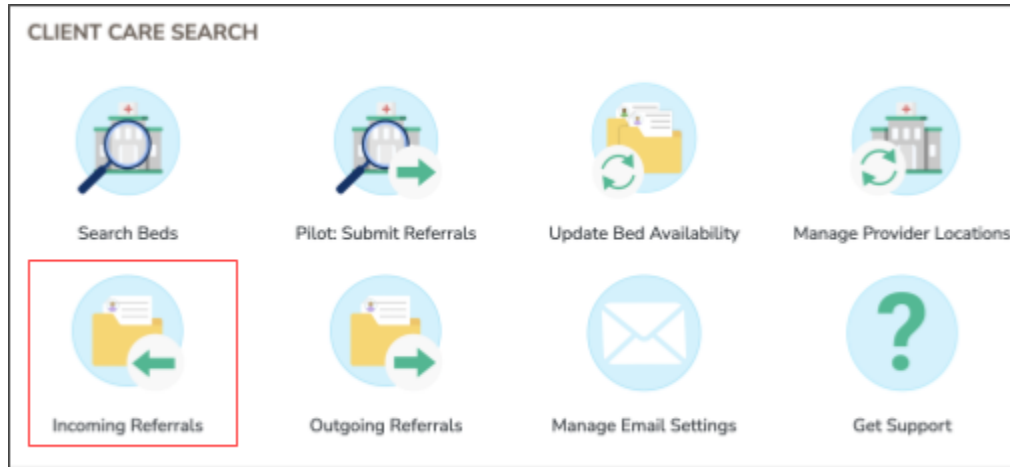 CLIENT CARE SEARCH
Search Beds
Pilot: Submit Referrals
Update Bed Availability
Manage Provider Locations
Incoming Referrals
Outgoing Referrals
Manage Email Settings
Get Support